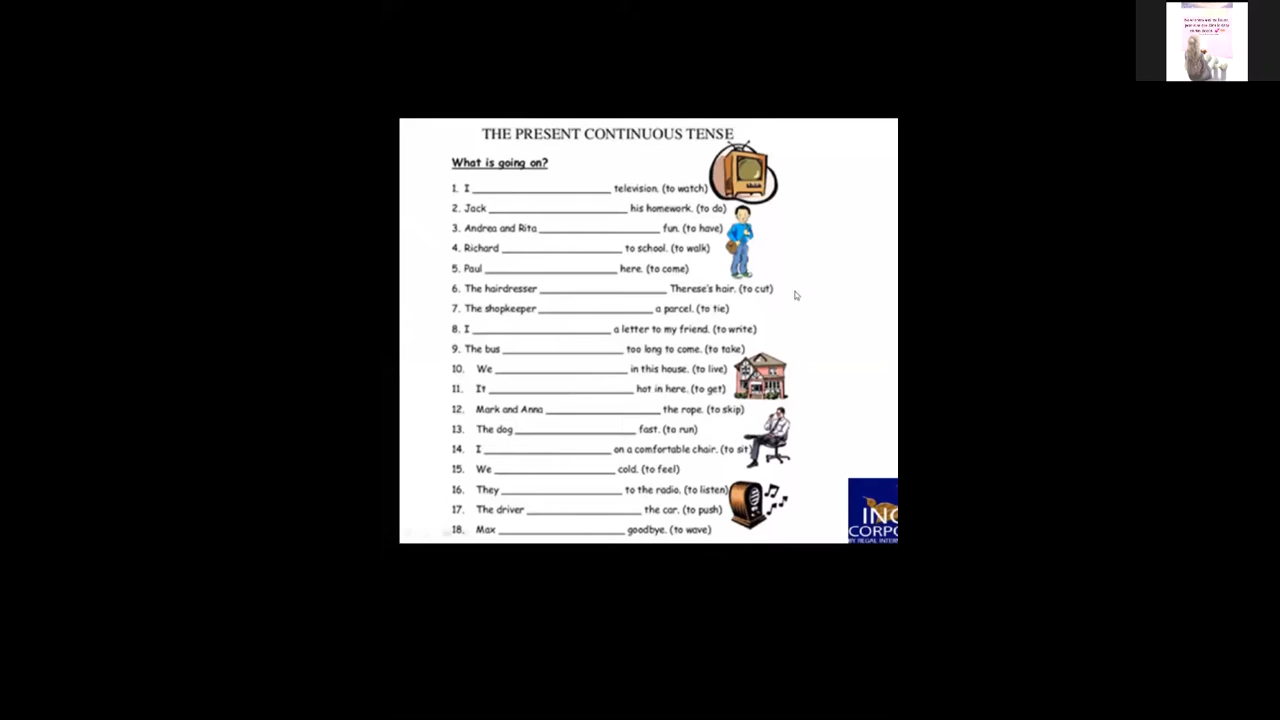 THE PRESENT CONTINUOUS TENSE
What is going on?
1. I ____________________ television. (to watch)
2. Jack ____________________ his homework. (to do)
3. Andrea and Rita ____________________ fun. (to have)
4. Richard ____________________ to school. (to walk)
5. Paul ____________________ here. (to come)
6. The hairdresser ____________________ Therese's hair. (to cut)
7. The shopkeeper ____________________ a parcel. (to tie)
8. I ____________________ a letter to my friend. (to write)
9. The bus ____________________ too long to come. (to take)
10. We ____________________ in this house. (to live)
11. It ____________________ hot in here. (to get)
12. Mark and Anna ____________________ the rope. (to skip)
13. The dog ____________________ fast. (to run)
14. I ____________________ on a comfortable chair. (to sit)
15. We ____________________ cold. (to feel)
16. They ____________________ to the radio. (to listen)
17. The driver ____________________ the car. (to push)
18. Max ____________________ goodbye. (to wave)
ING
CORPO
BY REGAL INTER